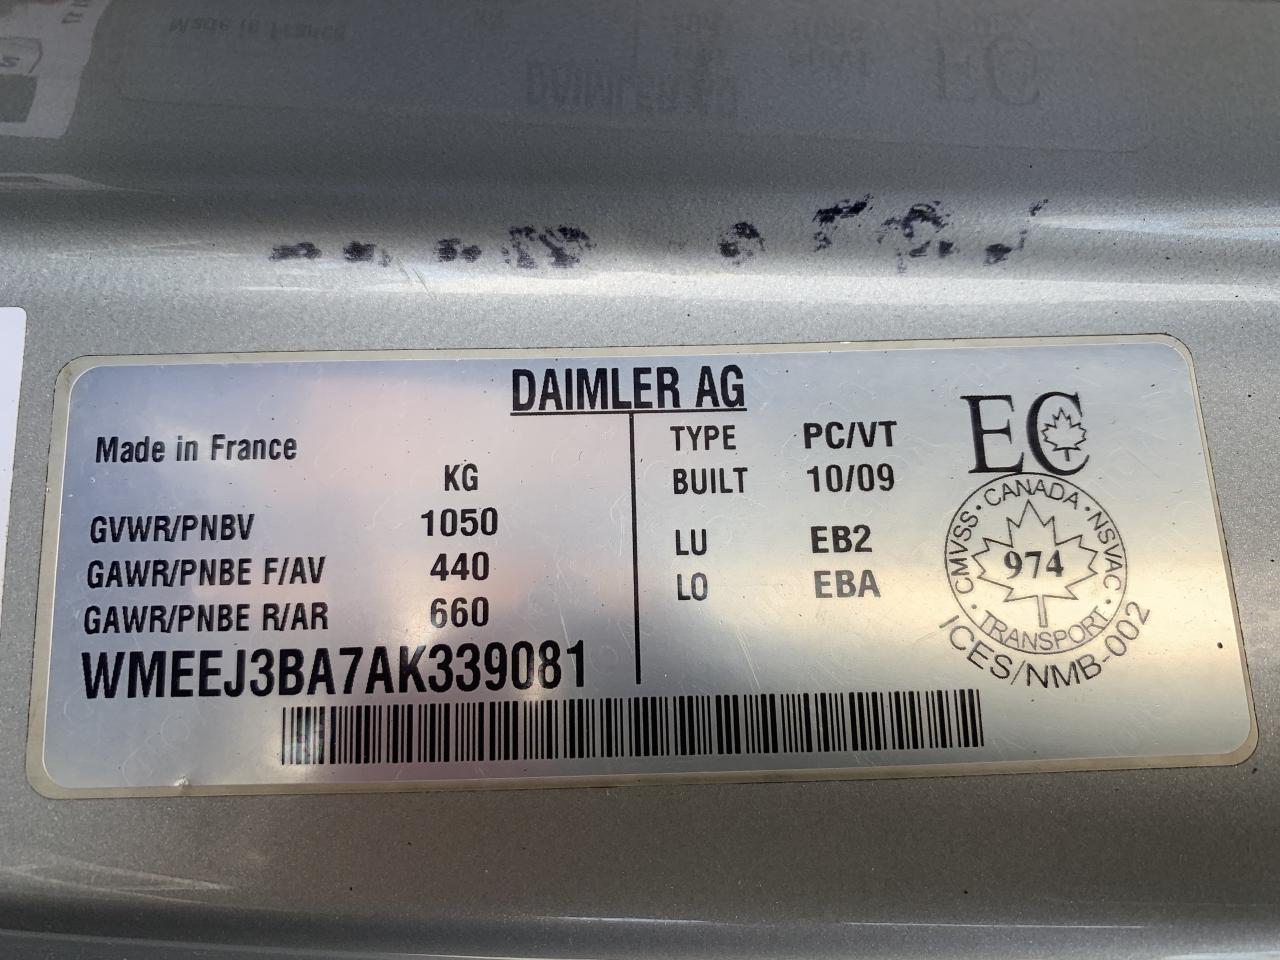 DAIMLER AG
Made in France
KG
GVWR/PNBV 1050
GAWR/PNBE F/AV 440
GAWR/PNBE R/AR 660
WMEEJ3BA7AK339081
TYPE PC/VT
BUILT 10/09
LU EB2
LO EBA
EC
CMVSS · CANADA · NSVAC · TRANSPORT ·
974
ICES/NMB-002